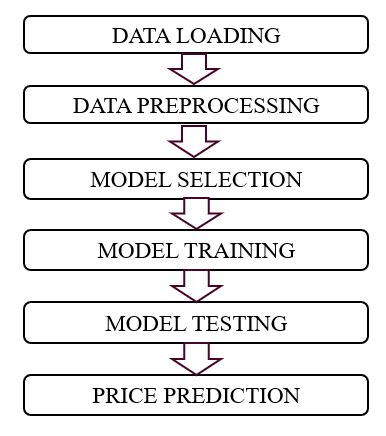 DATA LOADING
DATA PREPROCESSING
MODEL SELECTION
MODEL TRAINING
MODEL TESTING
PRICE PREDICTION